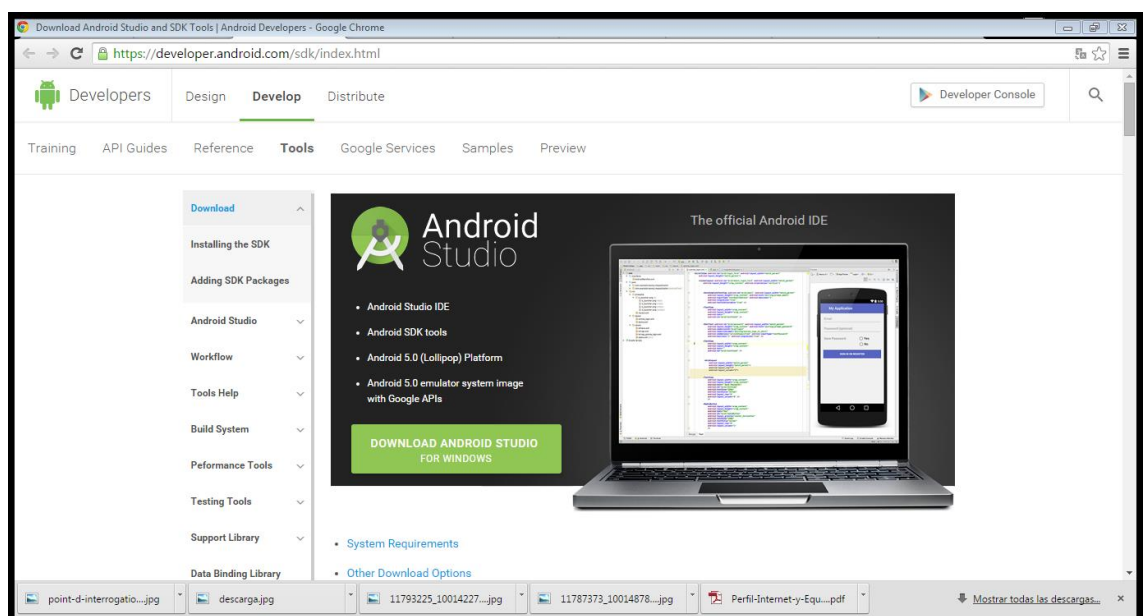 Download Android Studio and SDK Tools | Android Developers - Google Chrome
https://developer.android.com/sdk/index.html
Developers Design Develop Distribute Developer Console
Training API Guides Reference Tools Google Services Samples Preview
Download
Installing the SDK
Adding SDK Packages
Android Studio
Workflow
Tools Help
Build System
Peformance Tools
Testing Tools
Support Library
Data Binding Library
Android
Studio
• Android Studio IDE
• Android SDK tools
• Android 5.0 (Lollipop) Platform
• Android 5.0 emulator system image
with Google APIs
DOWNLOAD ANDROID STUDIO
FOR WINDOWS
The official Android IDE
My Application
• System Requirements
• Other Download Options
point-d-interrogatio....jpg descarga.jpg 11793225_10014227....jpg 11787373_10014878....jpg Perfil-Internet-y-Equ....pdf Mostrar todas las descargas...